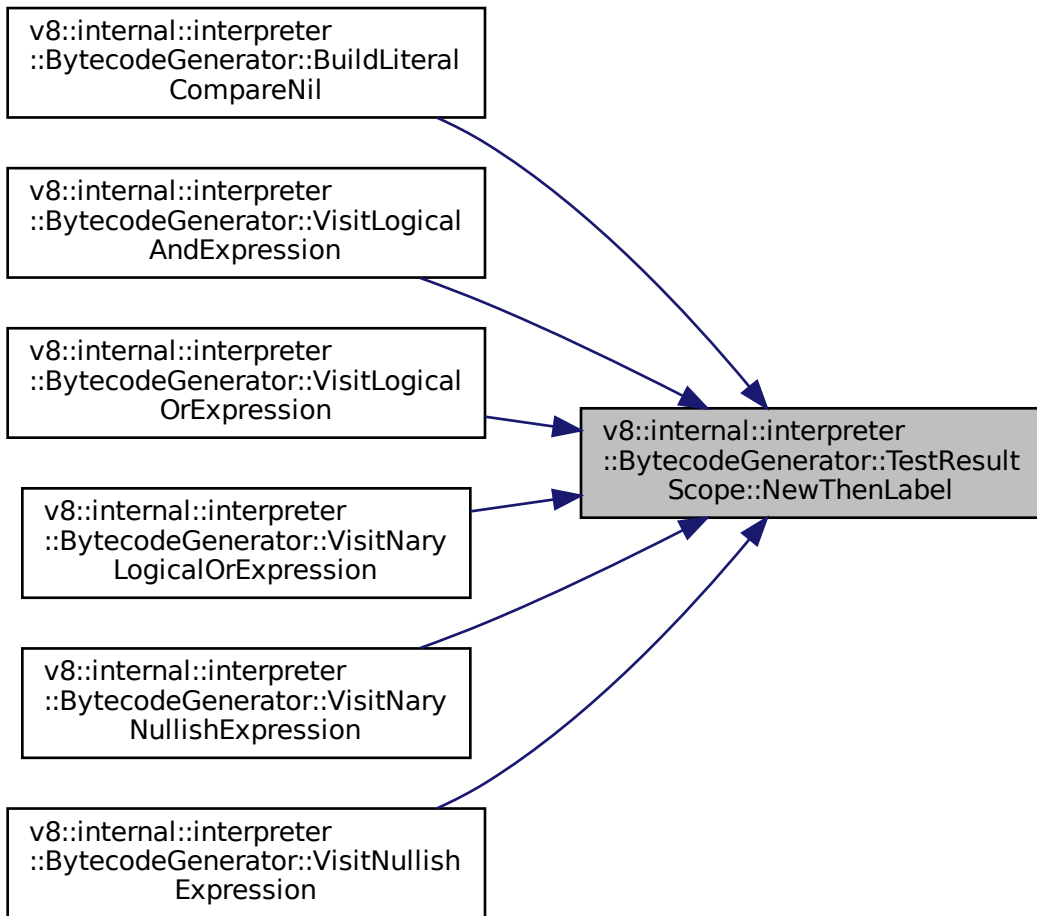 v8::internal::interpreter
::BytecodeGenerator::BuildLiteral
CompareNil
v8::internal::interpreter
::BytecodeGenerator::VisitLogical
AndExpression
v8::internal::interpreter
::BytecodeGenerator::VisitLogical
OrExpression
v8::internal::interpreter
::BytecodeGenerator::TestResult
Scope::NewThenLabel
v8::internal::interpreter
::BytecodeGenerator::VisitNary
LogicalOrExpression
v8::internal::interpreter
::BytecodeGenerator::VisitNary
NullishExpression
v8::internal::interpreter
::BytecodeGenerator::VisitNullish
Expression